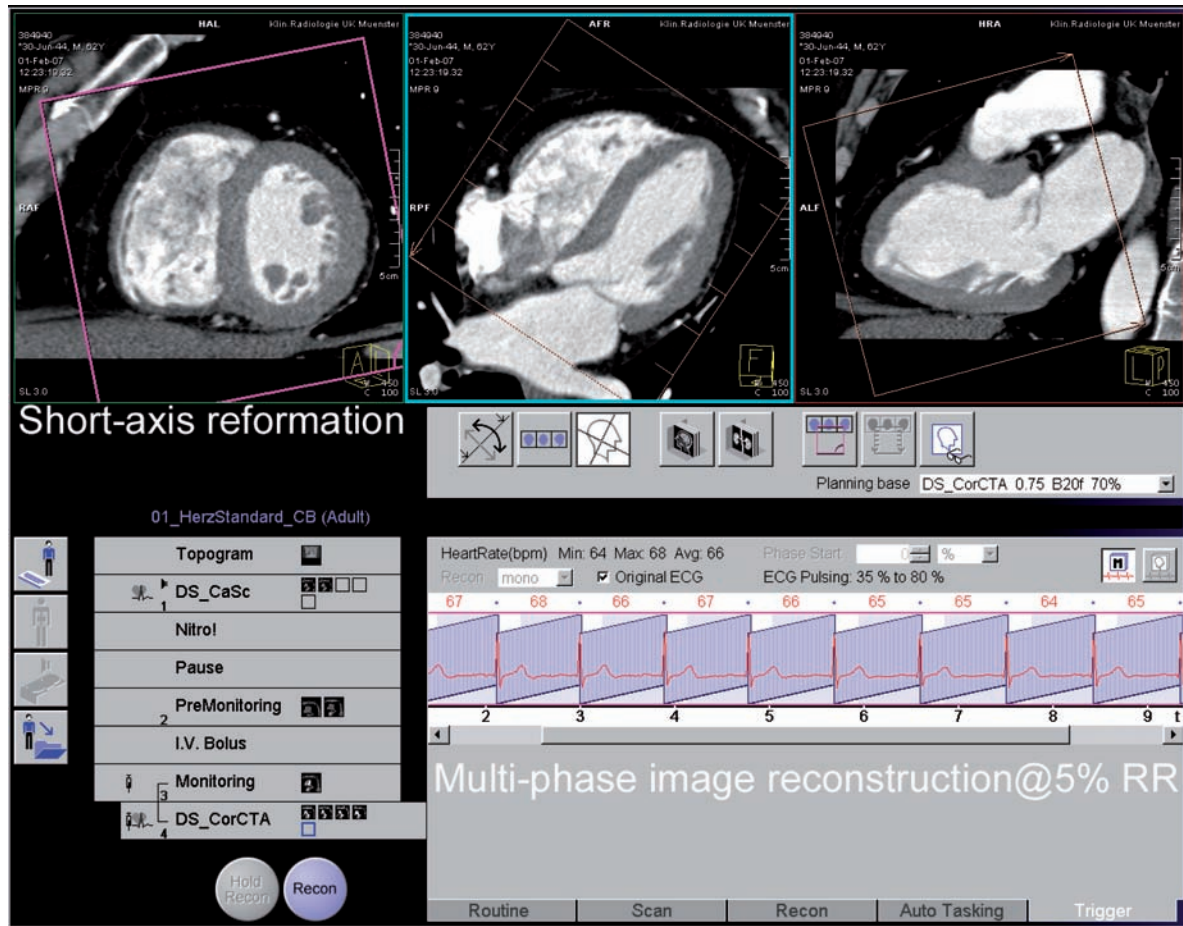 HAL
Klin.Radiologie UK Muenster
384940
*30-Jun-44, M, 62Y
01-Feb-07
12:23:19.32
MPR 9
RAF
5cm
SL 3.0
A
W 450
C 100
AFR
Klin.Radiologie UK Muenster
384940
*30-Jun-44, M, 62Y
01-Feb-07
12:23:19.32
MPR 9
RPF
5cm
SL 3.0
F
W 450
C 100
HRA
Klin.Radiologie UK Muenster
384940
*30-Jun-44, M, 62Y
01-Feb-07
12:23:19.32
MPR 9
ALF
5cm
SL 3.0
L P
W 450
C 100
Short-axis reformation
Planning base DS_CorCTA 0.75 B20f 70%
01_HerzStandard_CB (Adult)
Topogram
DS_CaSc
1
Nitro!
Pause
PreMonitoring
2
I.V. Bolus
Monitoring
3
DS_CorCTA
4
Hold
Recon
Recon
HeartRate(bpm) Min: 64 Max: 68 Avg: 66 Phase Start 0 %
Recon mono Original ECG ECG Pulsing: 35 % to 80 %
M
67 68 66 67 66 65 65 64 65
2 3 4 5 6 7 8 9 t
Multi-phase image reconstruction@5% RR
Routine Scan Recon Auto Tasking Trigger